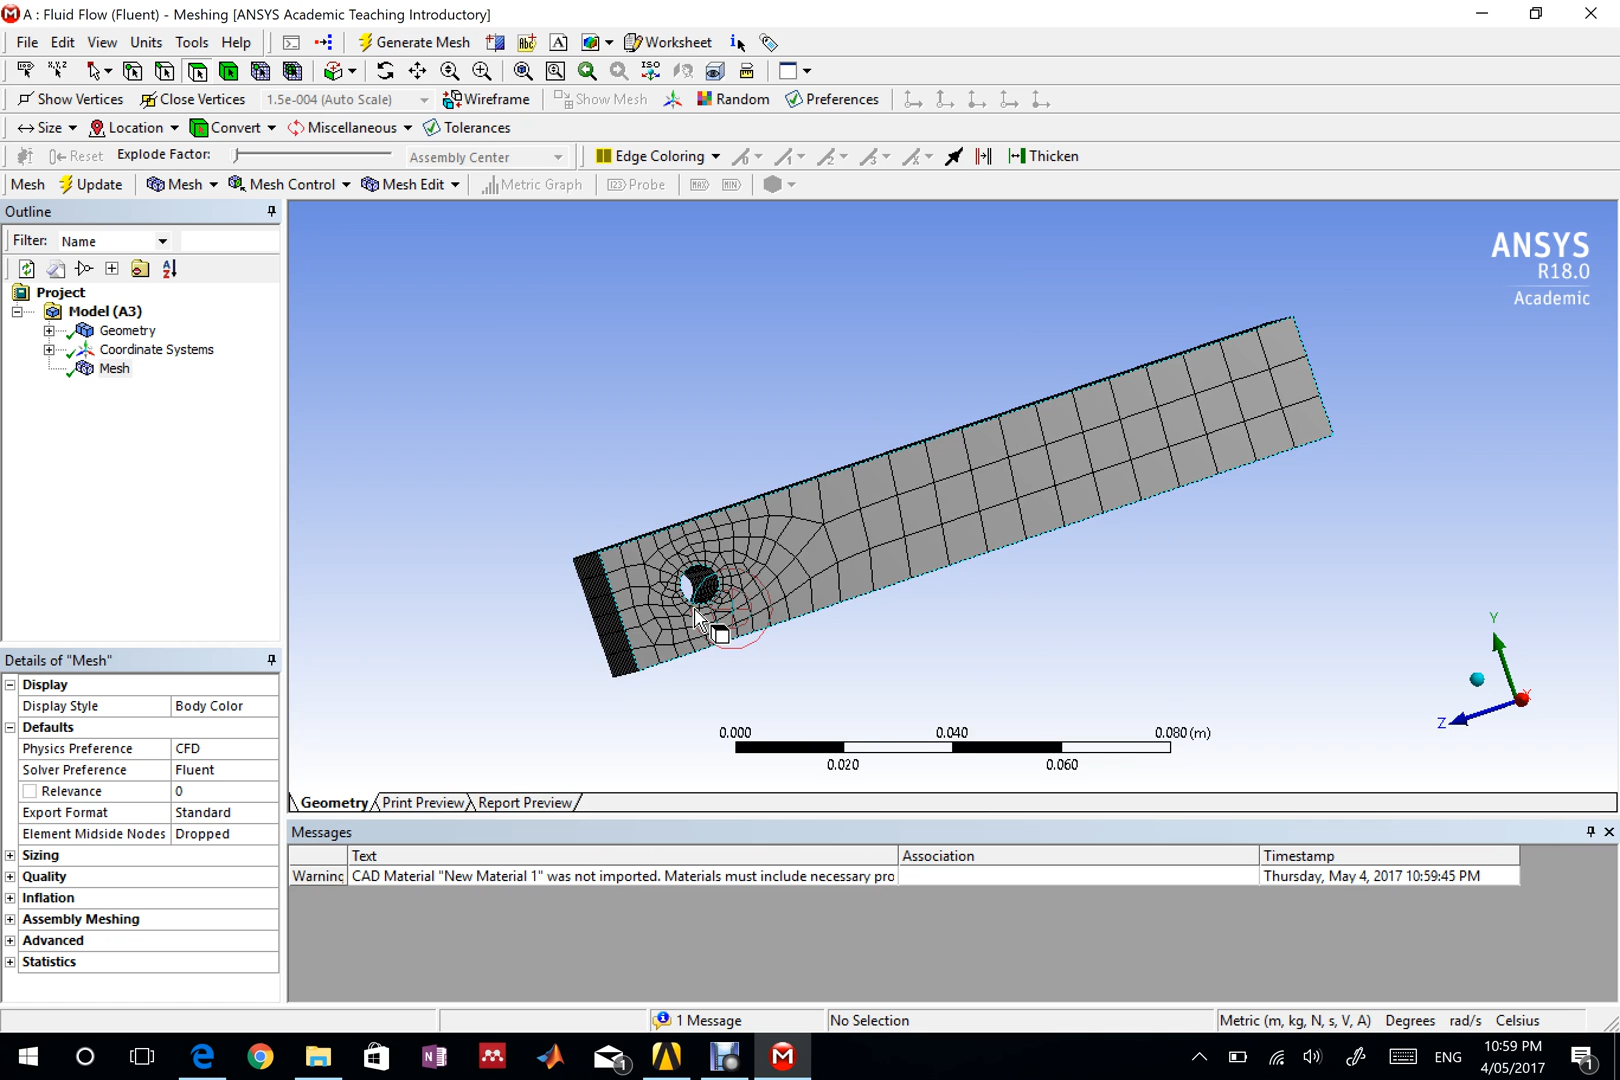 A : Fluid Flow (Fluent) - Meshing [ANSYS Academic Teaching Introductory]
File Edit View Units Tools Help Generate Mesh Worksheet
Show Vertices Close Vertices 1.5e-004 (Auto Scale) Wireframe Show Mesh Random Preferences
Size Location Convert Miscellaneous Tolerances
Reset Explode Factor: Assembly Center Edge Coloring Thicken
Mesh Update Mesh Mesh Control Mesh Edit Metric Graph Probe MAX MIN
Outline
Filter: Name
Project
Model (A3)
Geometry
Coordinate Systems
Mesh
Details of "Mesh"
Display
Display Style Body Color
Defaults
Physics Preference CFD
Solver Preference Fluent
Relevance 0
Export Format Standard
Element Midside Nodes Dropped
Sizing
Quality
Inflation
Assembly Meshing
Advanced
Statistics
ANSYS
R18.0
Academic
Y
X
Z
0.000 0.040 0.080 (m)
0.020 0.060
Geometry Print Preview Report Preview
Messages
Text Association Timestamp
Warninc CAD Material "New Material 1" was not imported. Materials must include necessary pro Thursday, May 4, 2017 10:59:45 PM
1 Message No Selection Metric (m, kg, N, s, V, A) Degrees rad/s Celsius
ENG 10:59 PM
4/05/2017